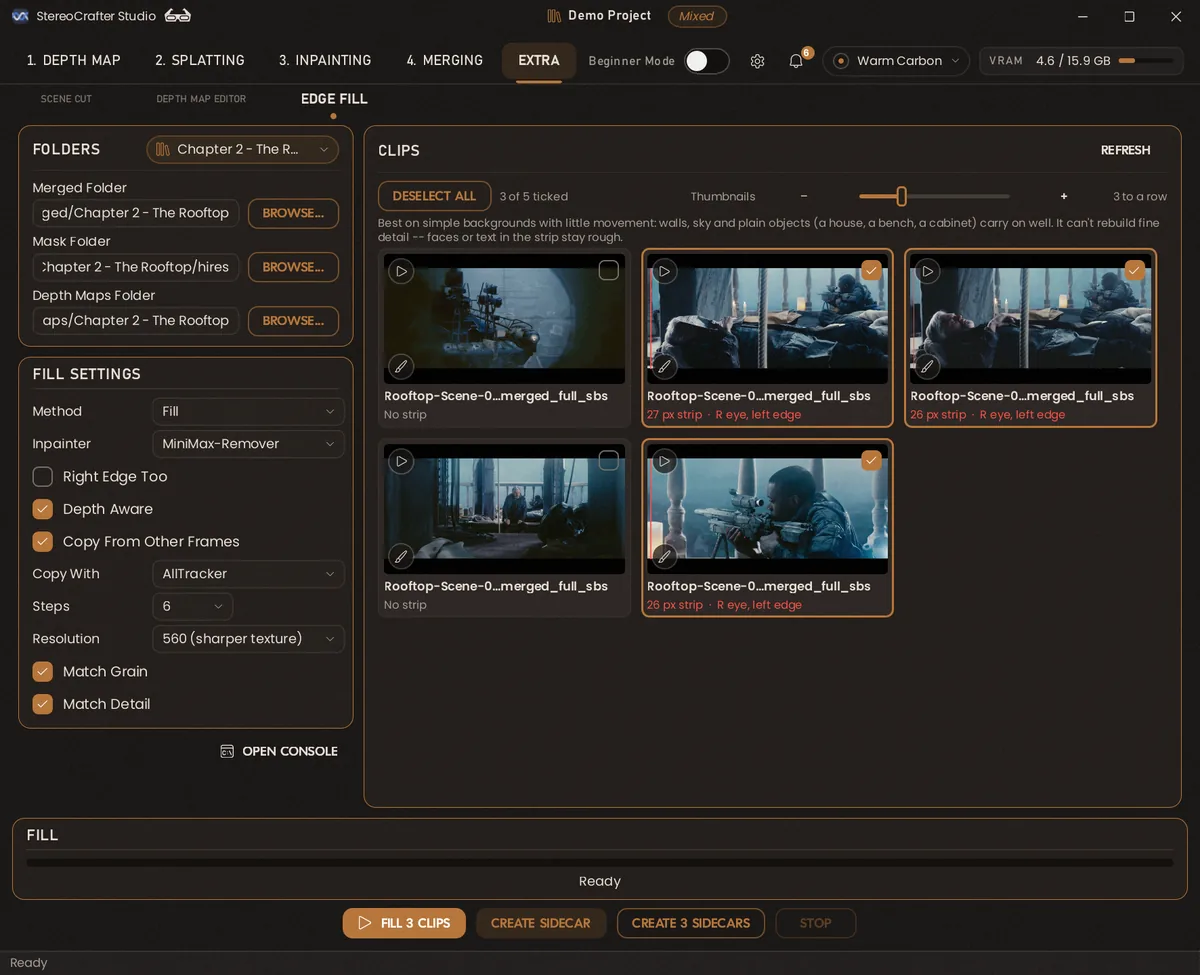 StereoCrafter Studio
Demo Project
Mixed
1. DEPTH MAP
2. SPLATTING
3. INPAINTING
4. MERGING
EXTRA
Beginner Mode
6
Warm Carbon
VRAM 4.6 / 15.9 GB
SCENE CUT
DEPTH MAP EDITOR
EDGE FILL
FOLDERS
Chapter 2 - The R...
Merged Folder
ged/Chapter 2 - The Rooftop
BROWSE...
Mask Folder
Chapter 2 - The Rooftop/hires
BROWSE...
Depth Maps Folder
aps/Chapter 2 - The Rooftop
BROWSE...
FILL SETTINGS
Method
Fill
Inpainter
MiniMax-Remover
Right Edge Too
Depth Aware
Copy From Other Frames
Copy With
AllTracker
Steps
6
Resolution
560 (sharper texture)
Match Grain
Match Detail
OPEN CONSOLE
CLIPS
REFRESH
DESELECT ALL
3 of 5 ticked
Thumbnails
-
+
3 to a row
Best on simple backgrounds with little movement: walls, sky and plain objects (a house, a bench, a cabinet) carry on well. It can't rebuild fine
detail -- faces or text in the strip stay rough.
Rooftop-Scene-0...merged_full_sbs
No strip
Rooftop-Scene-0...merged_full_sbs
27 px strip · R eye, left edge
Rooftop-Scene-0...merged_full_sbs
26 px strip · R eye, left edge
Rooftop-Scene-0...merged_full_sbs
No strip
Rooftop-Scene-0...merged_full_sbs
26 px strip · R eye, left edge
FILL
Ready
FILL 3 CLIPS
CREATE SIDECAR
CREATE 3 SIDECARS
STOP
Ready